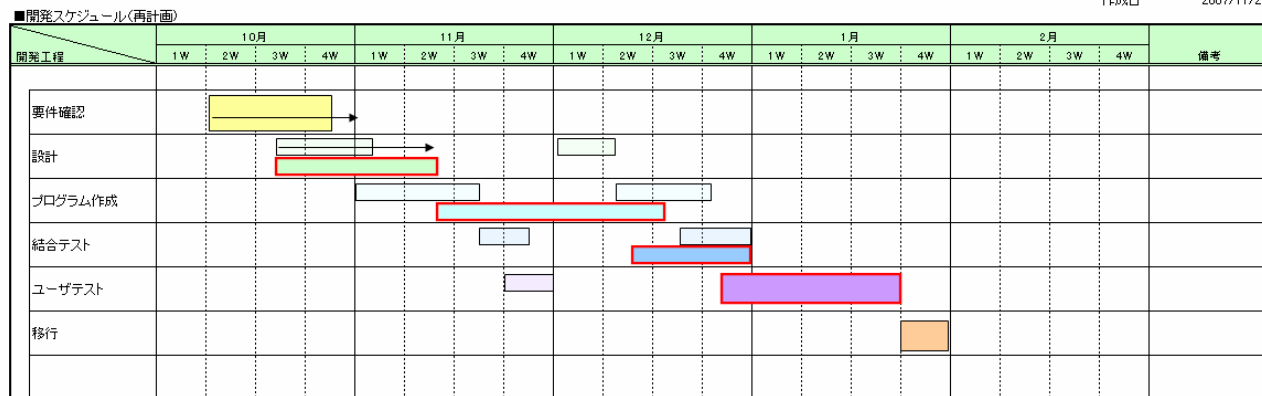 ■開発スケジュール(再計画)
10月 11月 12月 1月 2月
開発工程 1W 2W 3W 4W 1W 2W 3W 4W 1W 2W 3W 4W 1W 2W 3W 4W 1W 2W 3W 4W 備考
要件確認
設計
プログラム作成
結合テスト
ユーザテスト
移行